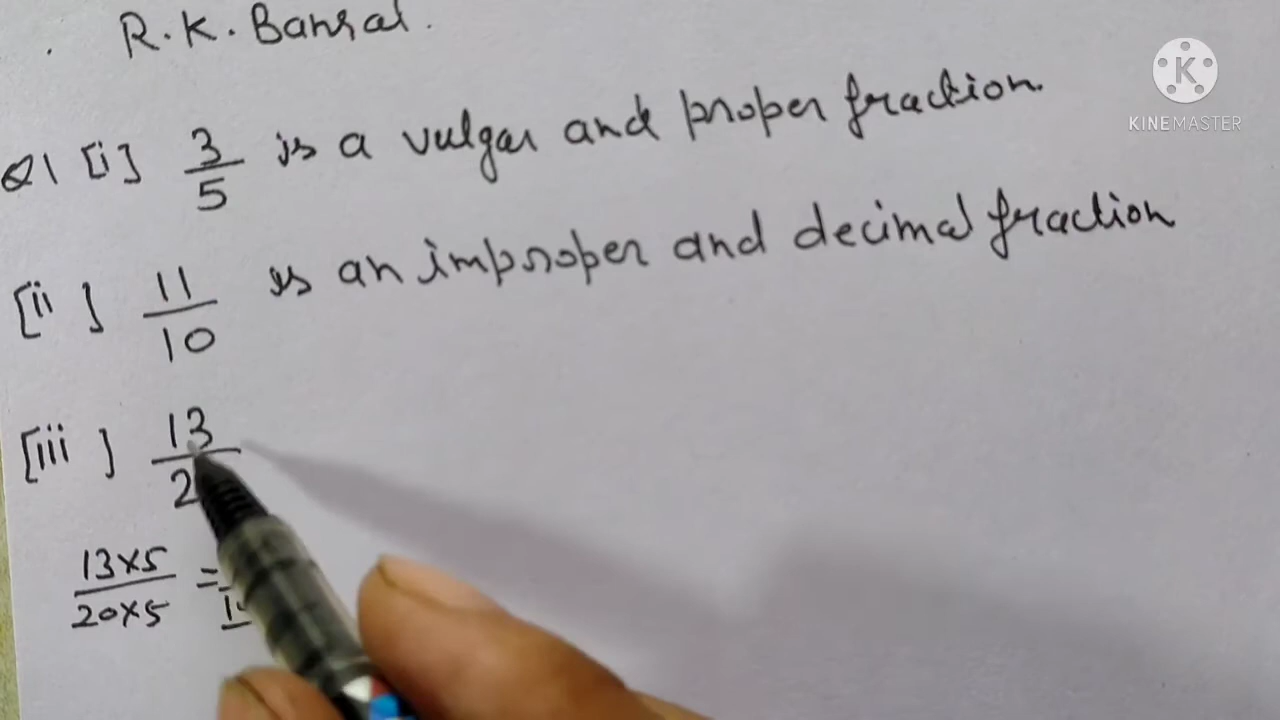 R.K. Bansal.
K
KINEMASTER
Q1 [i] 3/5 is a vulgar and proper fraction.
[ii] 11/10 is an improper and decimal fraction
[iii] 13/2
13×5/20×5 =